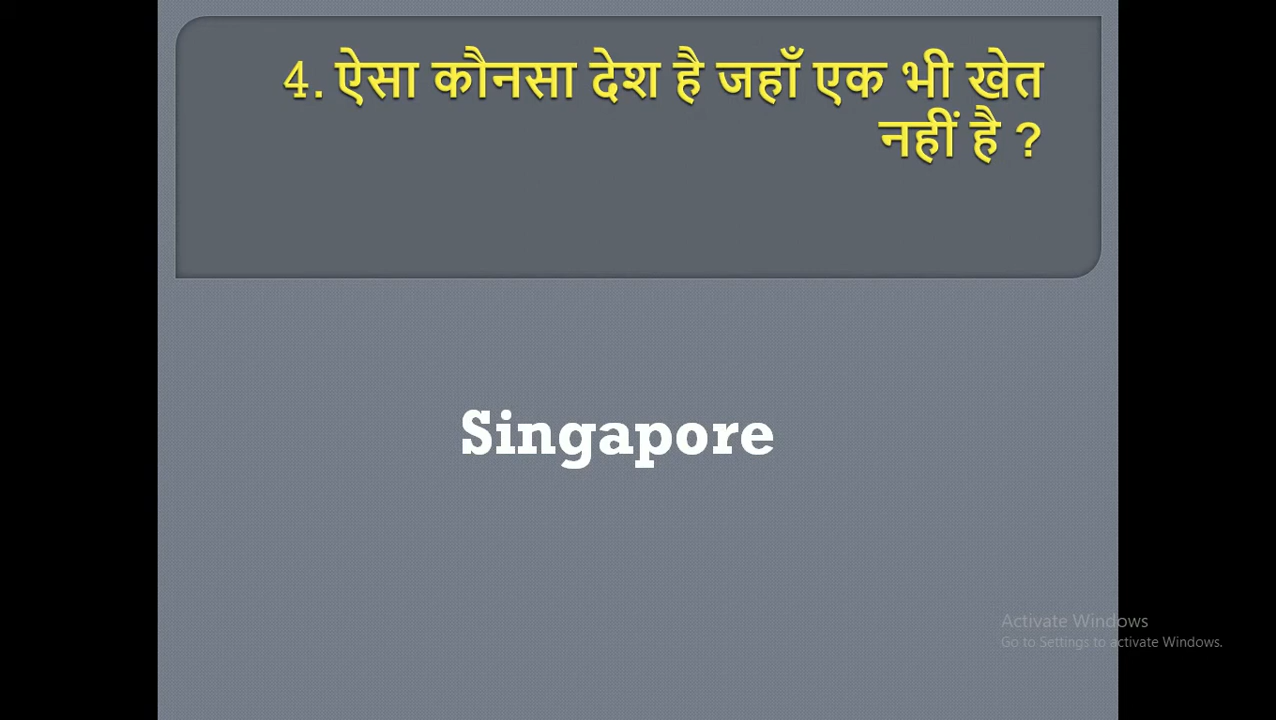 4. ऐसा कौनसा देश है जहाँ एक भी खेत
नहीं है ?
Singapore
Activate Windows
Go to Settings to activate Windows.